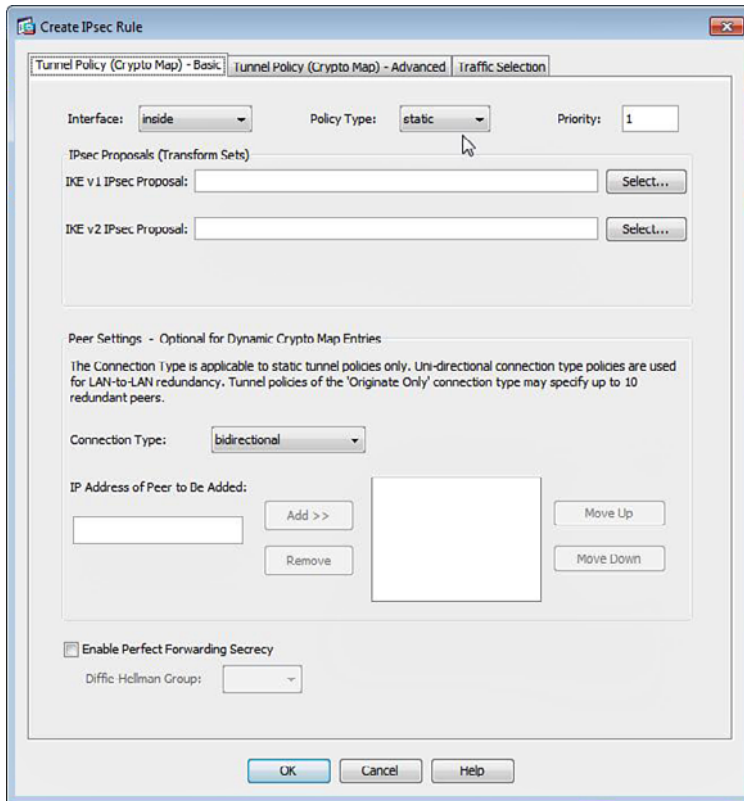 Create IPsec Rule
Tunnel Policy (Crypto Map) - Basic Tunnel Policy (Crypto Map) - Advanced Traffic Selection
Interface: inside Policy Type: static Priority: 1
IPsec Proposals (Transform Sets)
IKE v1 IPsec Proposal: Select...
IKE v2 IPsec Proposal: Select...
Peer Settings - Optional for Dynamic Crypto Map Entries
The Connection Type is applicable to static tunnel policies only. Uni-directional connection type policies are used
for LAN-to-LAN redundancy. Tunnel policies of the 'Originate Only' connection type may specify up to 10
redundant peers.
Connection Type: bidirectional
IP Address of Peer to Be Added:
Add >> Move Up
Remove Move Down
Enable Perfect Forwarding Secrecy
Diffie-Hellman Group:
OK Cancel Help